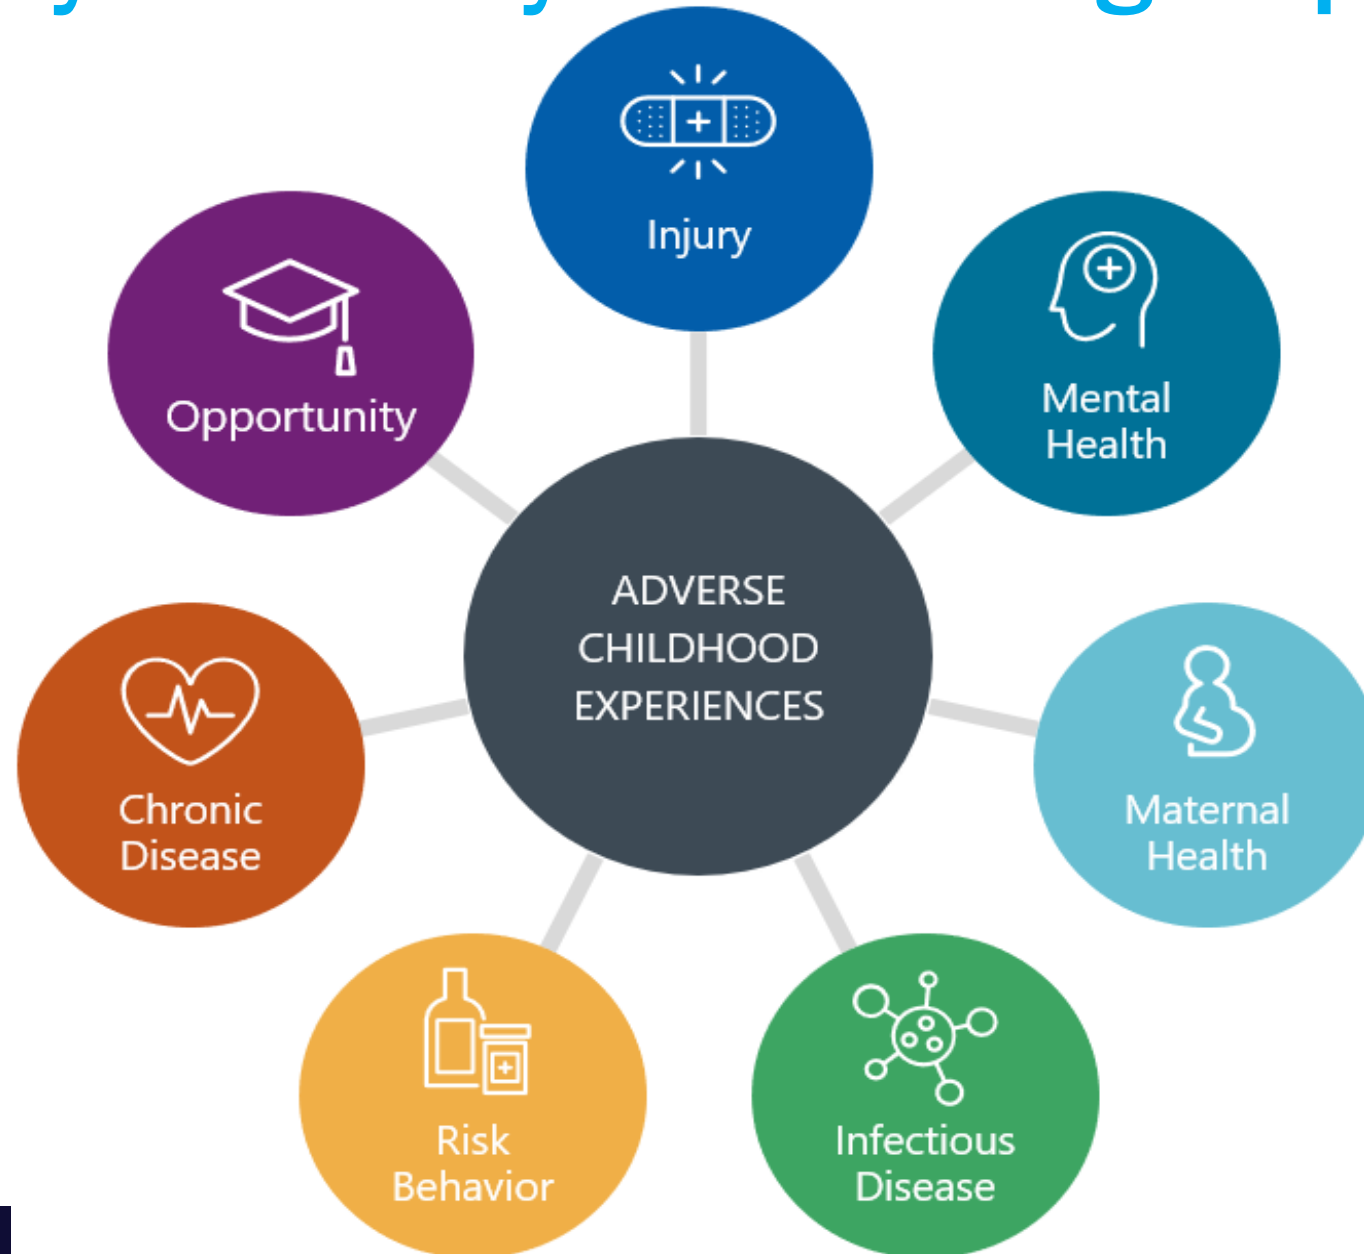 Injury
Opportunity
Mental
Health
ADVERSE
CHILDHOOD
EXPERIENCES
Chronic
Disease
Maternal
Health
Risk
Behavior
Infectious
Disease